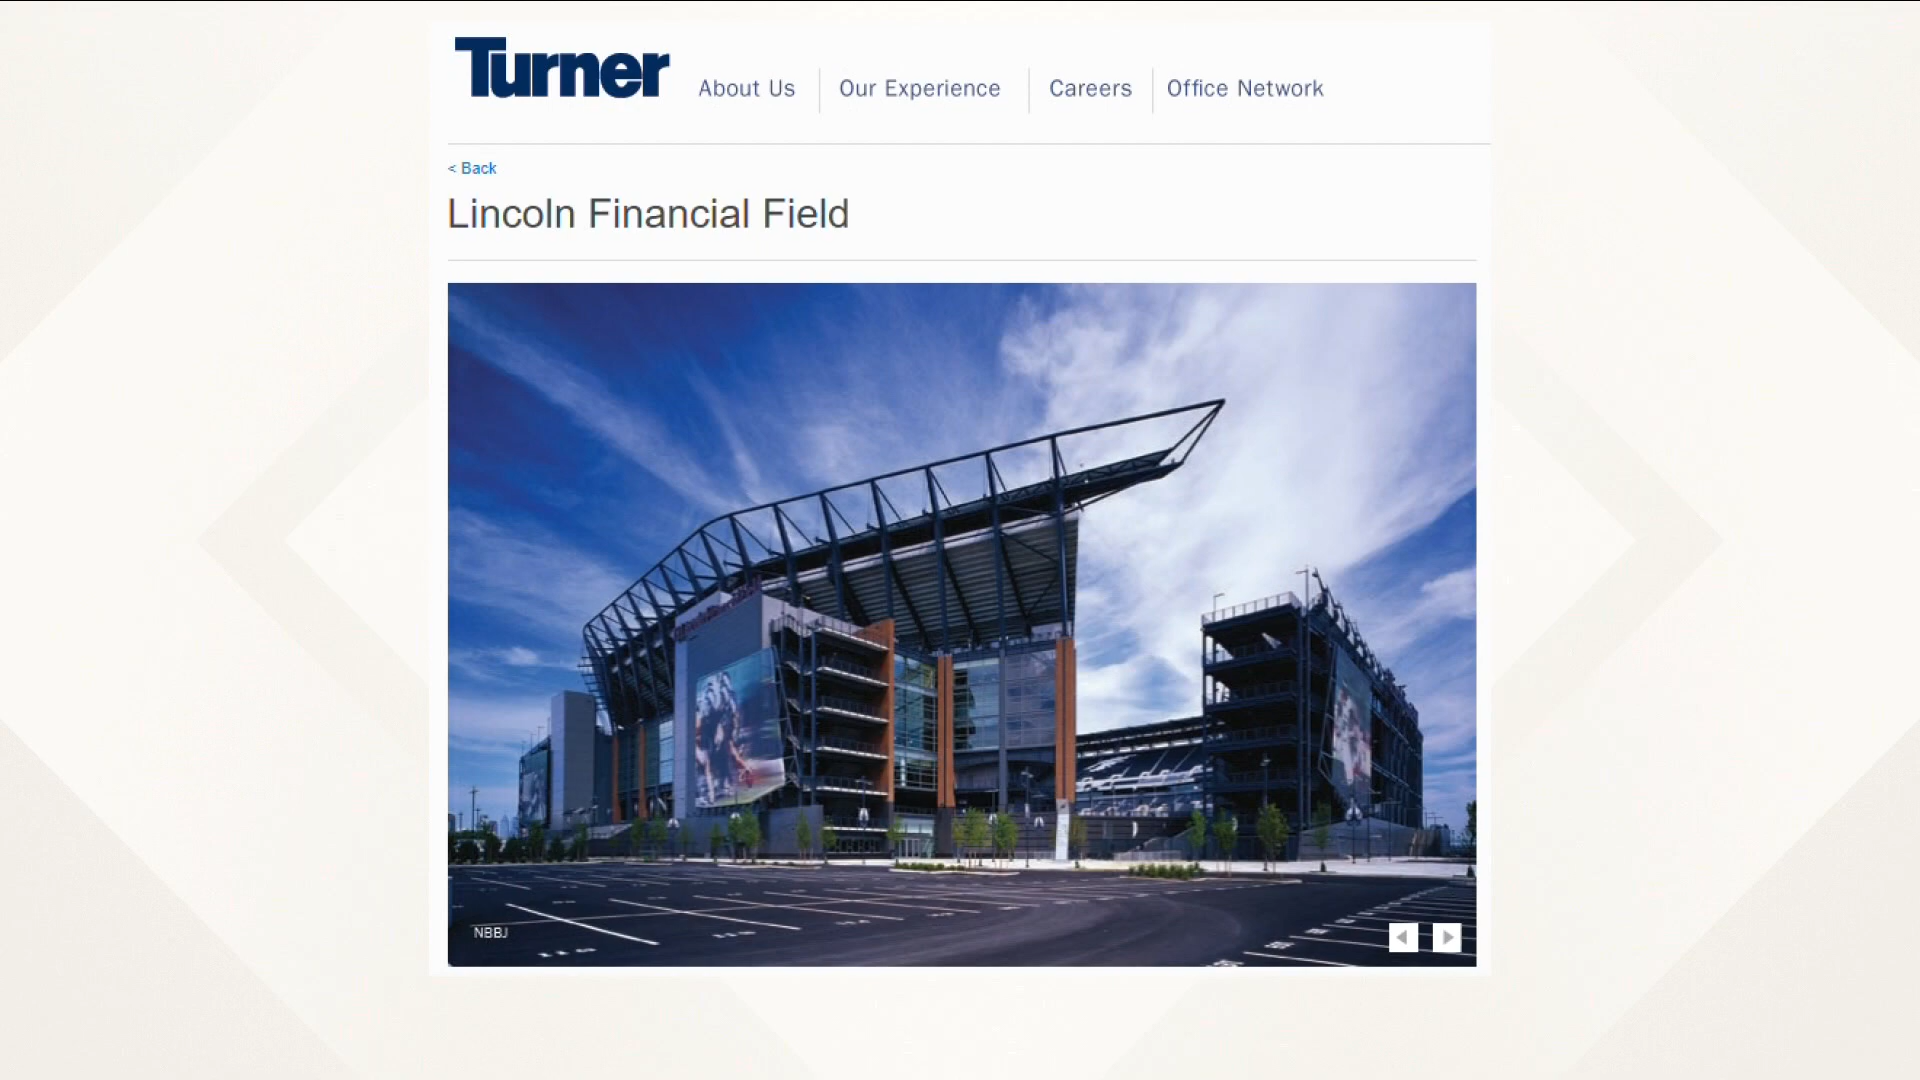 Turner
About Us
Our Experience
Careers
Office Network
< Back
Lincoln Financial Field
NBBJ